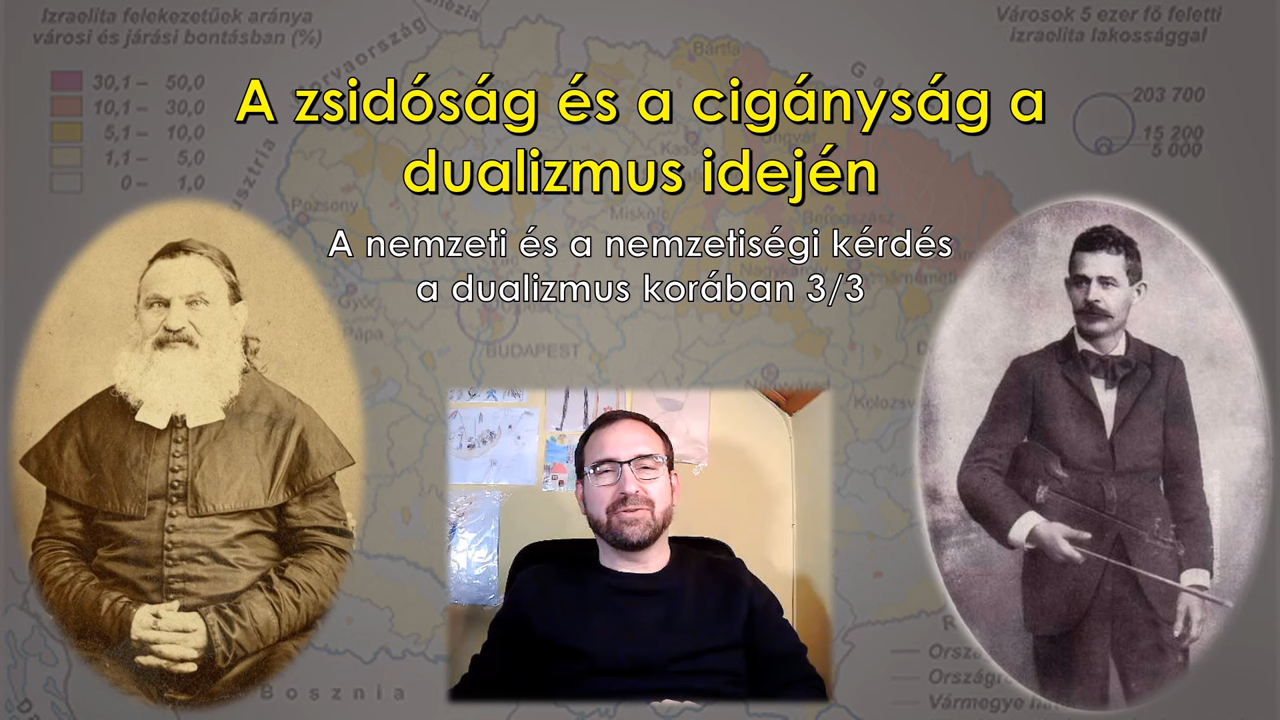 Izraelita felekezetűek aránya
városi és járási bontásban (%)
30,1 – 50,0
10,1 – 30,0
5,1 – 10,0
1,1 – 5,0
0 – 1,0
Városok 5 ezer fő feletti
izraelita lakossággal
203 700
15 200
5 000
A zsidóság és a cigányság a
dualizmus idején
A nemzeti és a nemzetiségi kérdés
a dualizmus korában 3/3
Bártfa
Pozsony
Miskolc
Beregszász
Győr
Pápa
BUDAPEST
Bosznia
Vármegye